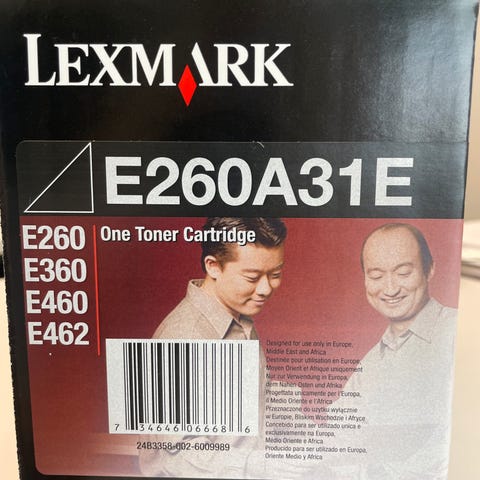 LEXMARK
E260A31E
E260
E360
E460
E462
One Toner Cartridge
Designed for use only in Europe,
Middle East and Africa
Destinée pour utilisation en Europe,
Moyen Orient et Afrique uniquement
Nur zur Verwendung in Europa,
dem Nahen Osten und Afrika
Progettata unicamente per l'Europa,
il Medio Oriente e l'Africa
Przeznaczone do użytku wyłącznie
w Europie, Bliskim Wschodzie i Afryce
Concebido para ser utilizado única e
exclusivamente na Europa,
Medio Oriente e Africa
Producido para ser utilizado en
Europa, Oriente Medio y Africa
7 34646 06668 6
24B3358-002-6009989